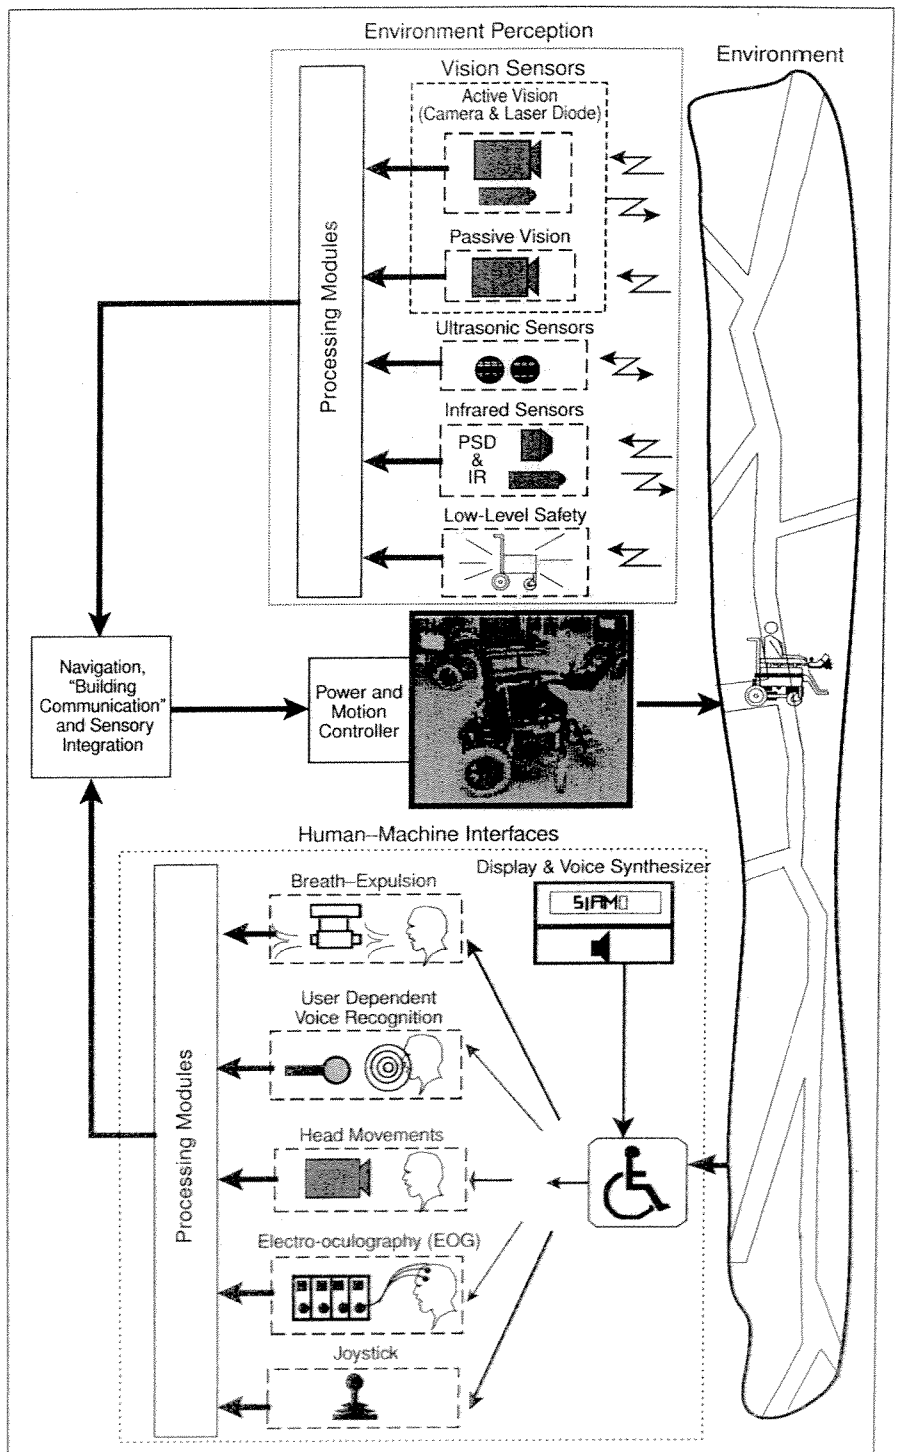 Environment Perception
Environment
Vision Sensors
Active Vision
(Camera & Laser Diode)
Processing Modules
Passive Vision
Ultrasonic Sensors
Infrared Sensors
PSD
&
IR
Low-Level Safety
Navigation,
“Building
Communication”
and Sensory
Integration
Power and
Motion
Controller
Human–Machine Interfaces
Breath–Expulsion
Display & Voice Synthesizer
SIAMO
User Dependent
Voice Recognition
Processing Modules
Head Movements
Electro-oculography (EOG)
Joystick